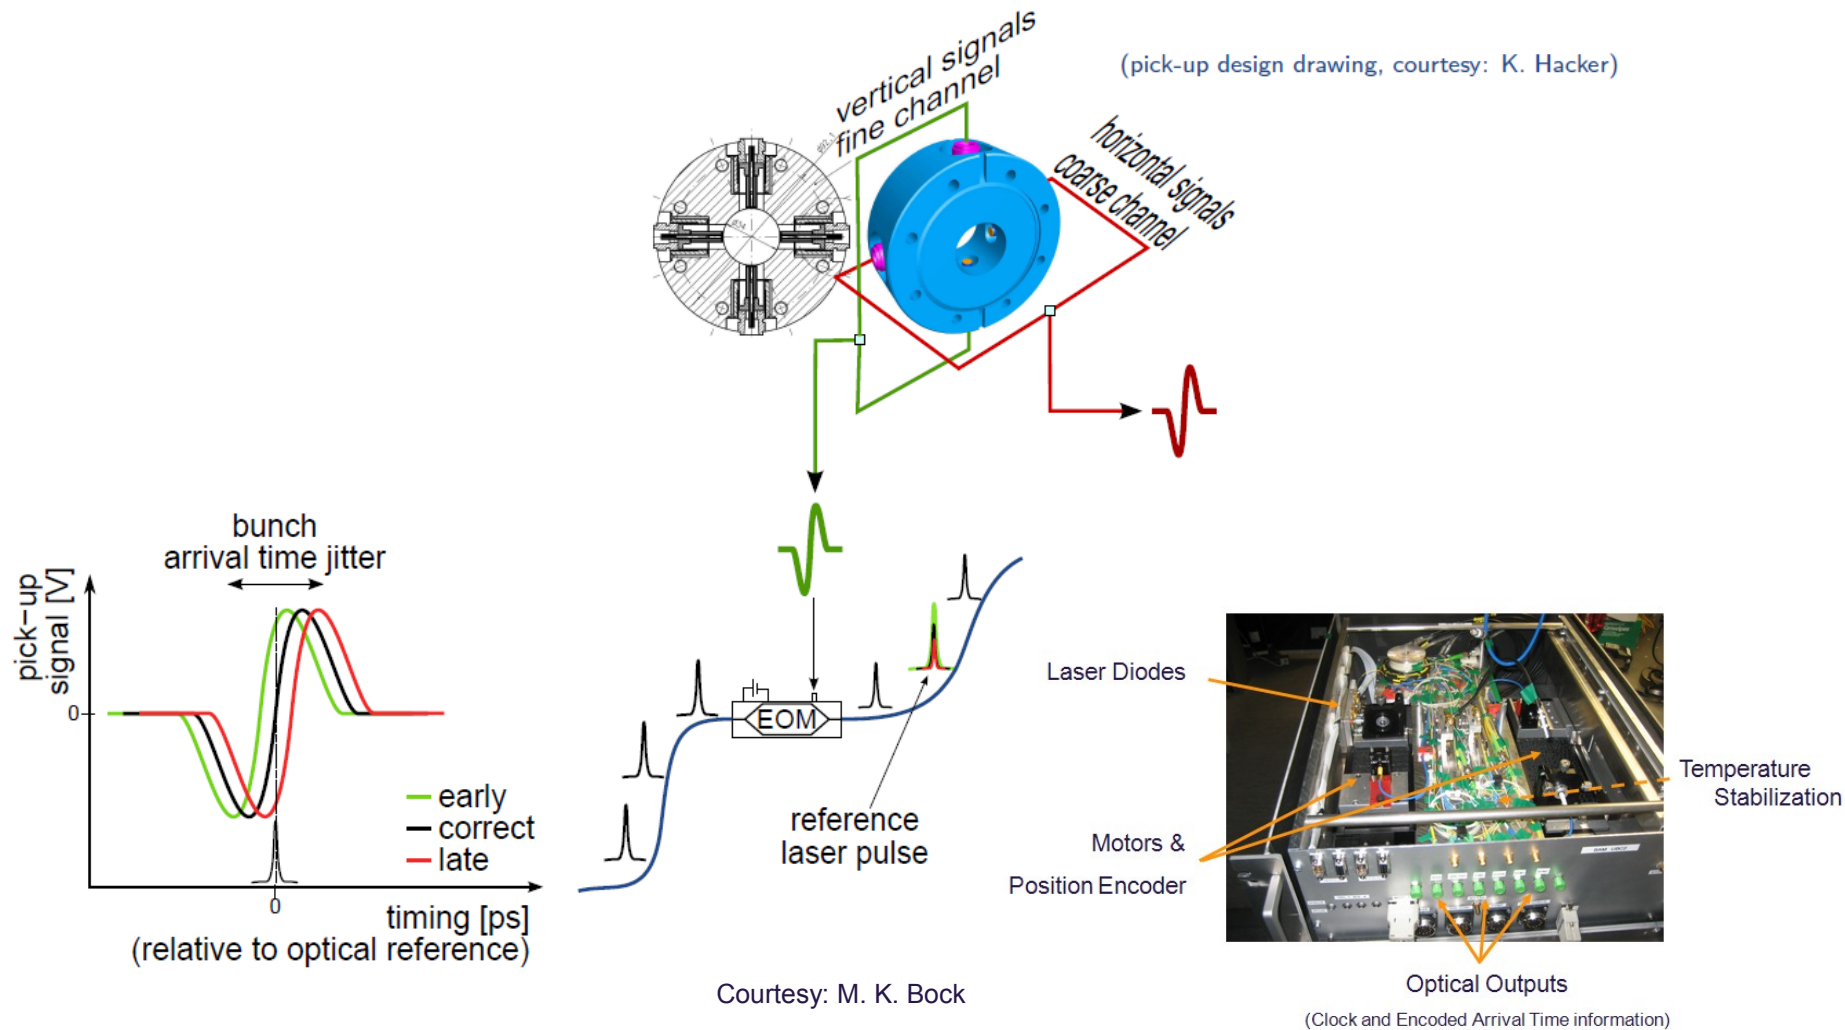 vertical signals
fine channel
(pick-up design drawing, courtesy: K. Hacker)
horizontal signals
coarse channel
bunch
arrival time jitter
pick-up
signal [V]
0
early
correct
late
0
timing [ps]
(relative to optical reference)
EOM
reference
laser pulse
Courtesy: M. K. Bock
Laser Diodes
Motors &
Position Encoder
Temperature
Stabilization
Optical Outputs
(Clock and Encoded Arrival Time information)